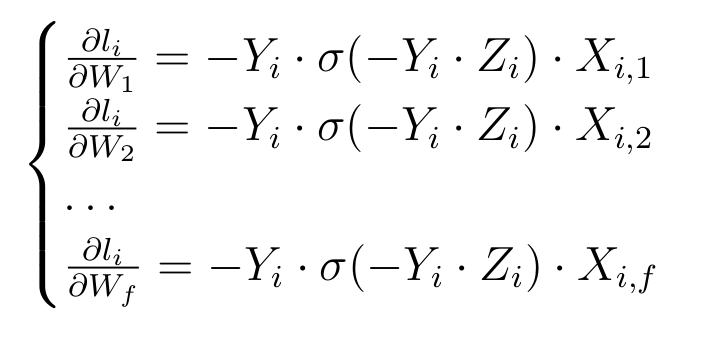 ∂l_i/∂W_1 = −Y_i · σ(−Y_i · Z_i) · X_{i,1}
∂l_i/∂W_2 = −Y_i · σ(−Y_i · Z_i) · X_{i,2}
...
∂l_i/∂W_f = −Y_i · σ(−Y_i · Z_i) · X_{i,f}